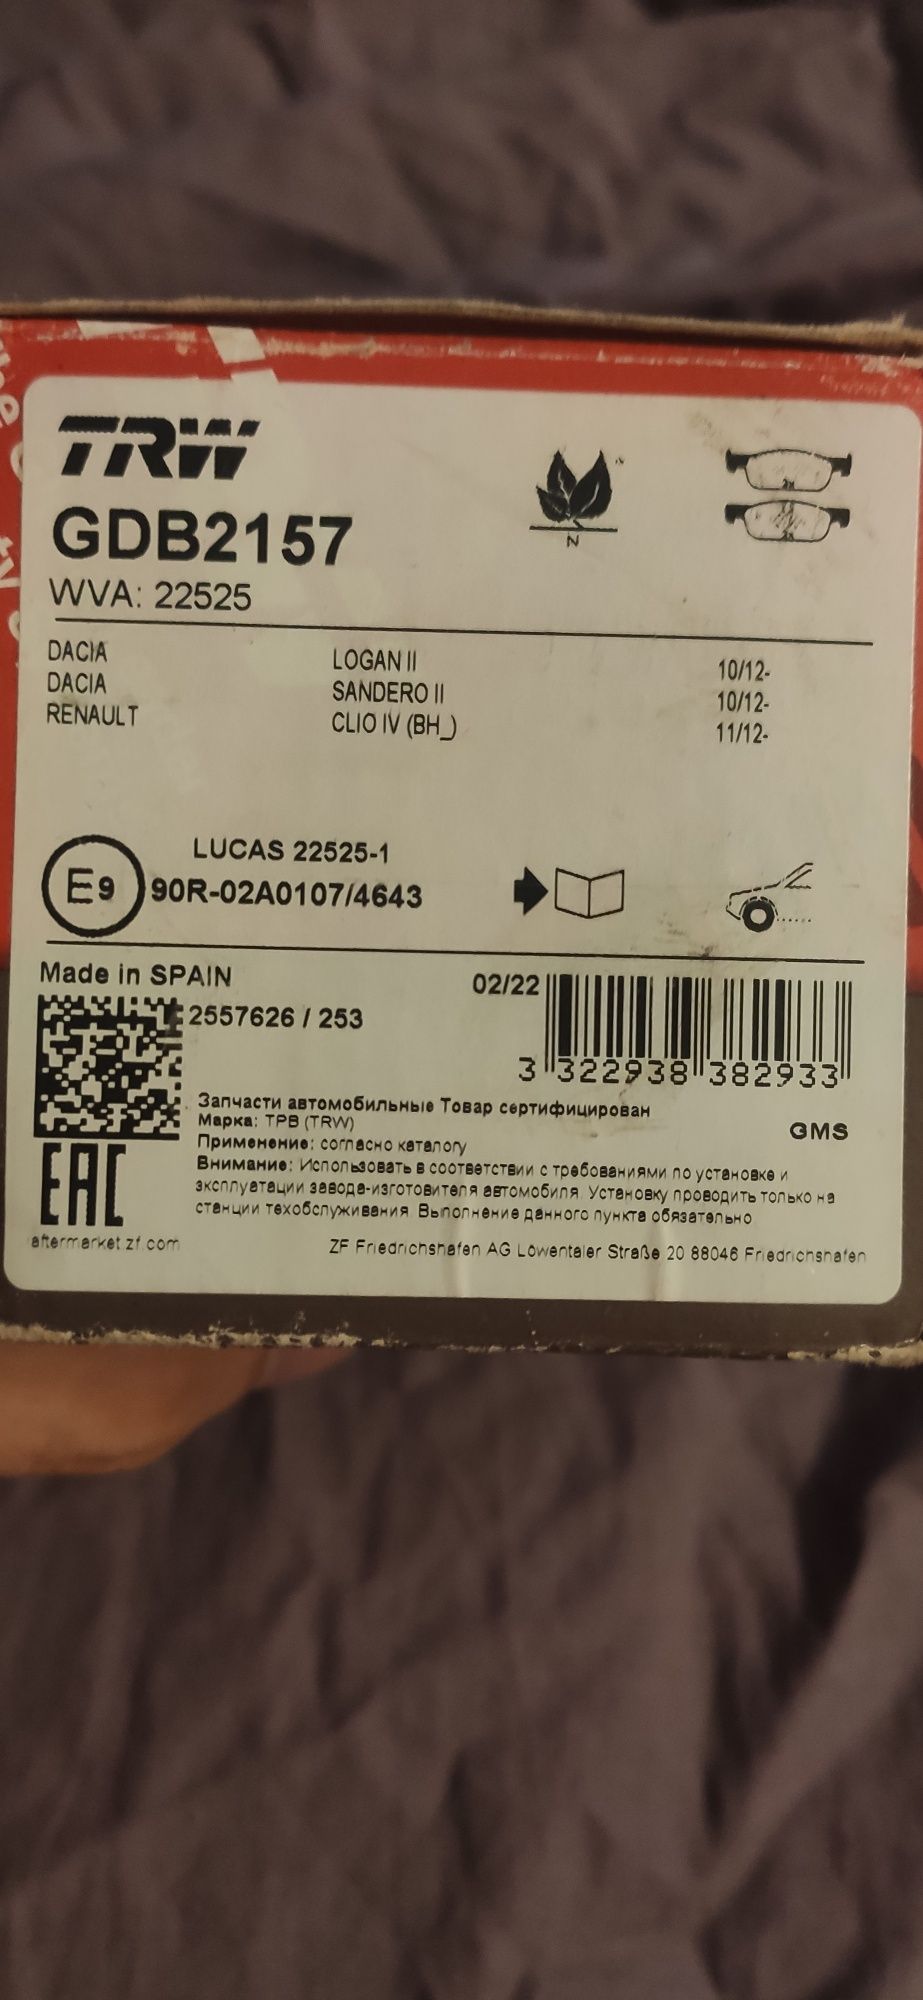 TRW
GDB2157
WVA: 22525
N
2x
2x
DACIA LOGAN II 10/12-
DACIA SANDERO II 10/12-
RENAULT CLIO IV (BH_) 11/12-
LUCAS 22525-1
E9 90R-02A0107/4643
Made in SPAIN
02/22
2557626 / 253
3 322938 382933
Запчасти автомобильные Товар сертифицирован
Марка: ТРВ (TRW)
GMS
Применение: согласно каталогу
Внимание: Использовать в соответствии с требованиями по установке и
эксплуатации завода-изготовителя автомобиля. Установку проводить только на
станции техобслуживания. Выполнение данного пункта обязательно
EAC
aftermarket.zf.com
ZF Friedrichshafen AG Löwentaler Straße 20 88046 Friedrichshafen